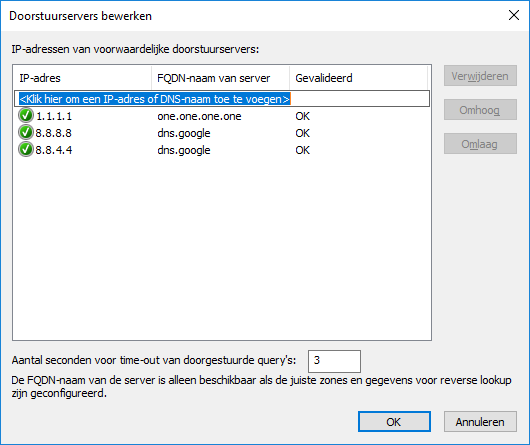 Doorstuurservers bewerken
IP-adressen van voorwaardelijke doorstuurservers:
IP-adres FQDN-naam van server Gevalideerd
<Klik hier om een IP-adres of DNS-naam toe te voegen>
1.1.1.1 one.one.one.one OK
8.8.8.8 dns.google OK
8.8.4.4 dns.google OK
Verwijderen
Omhoog
Omlaag
Aantal seconden voor time-out van doorgestuurde query's: 3
De FQDN-naam van de server is alleen beschikbaar als de juiste zones en gegevens voor reverse lookup
zijn geconfigureerd.
OK Annuleren